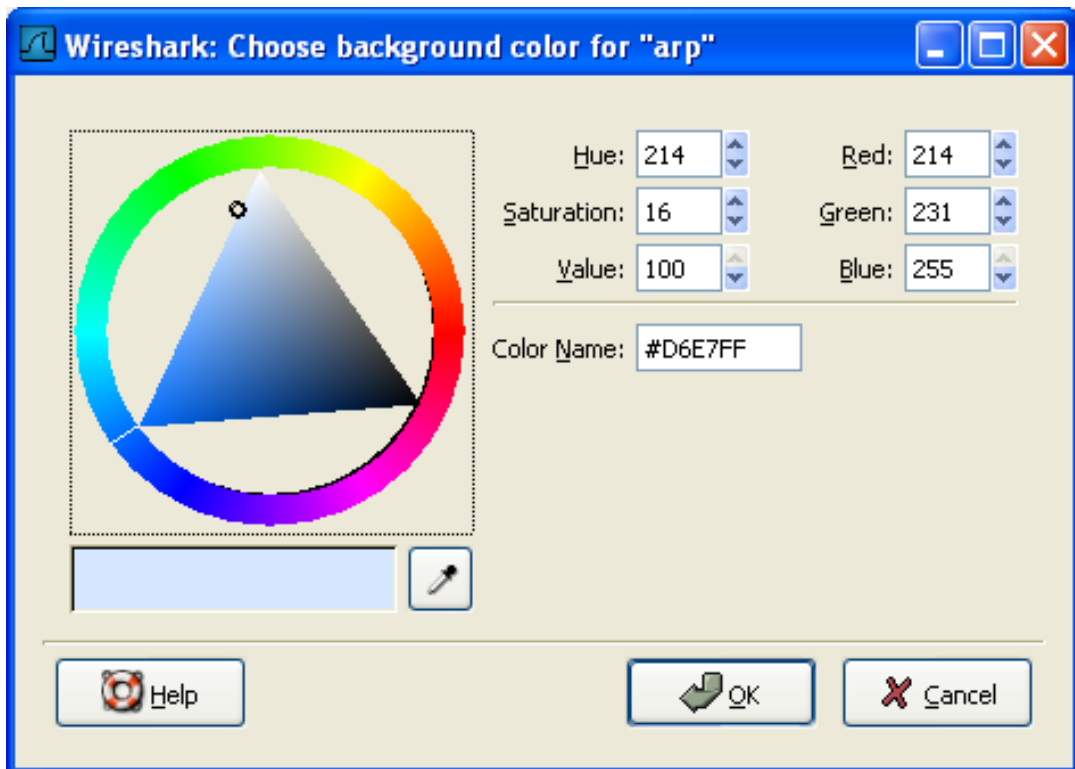 Wireshark: Choose background color for "arp"
Hue: 214 Red: 214
Saturation: 16 Green: 231
Value: 100 Blue: 255
Color Name: #D6E7FF
Help OK Cancel